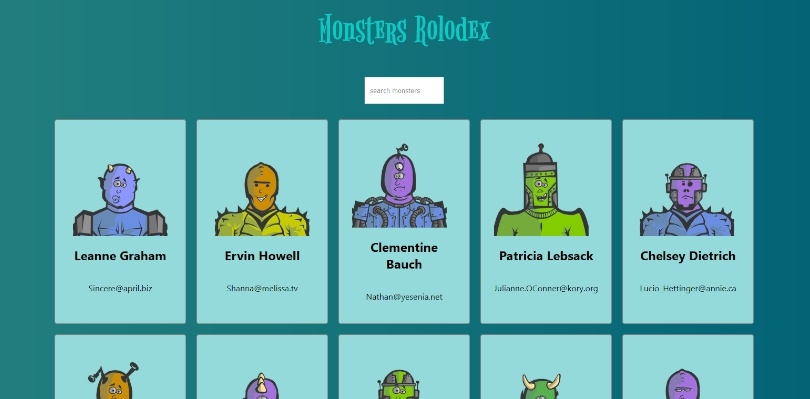 Monsters Rolodex
search monsters
Leanne Graham
Sincere@april.biz
Ervin Howell
Shanna@melissa.tv
Clementine
Bauch
Nathan@yesenia.net
Patricia Lebsack
Julianne.OConner@kory.org
Chelsey Dietrich
Lucio_Hettinger@annie.ca